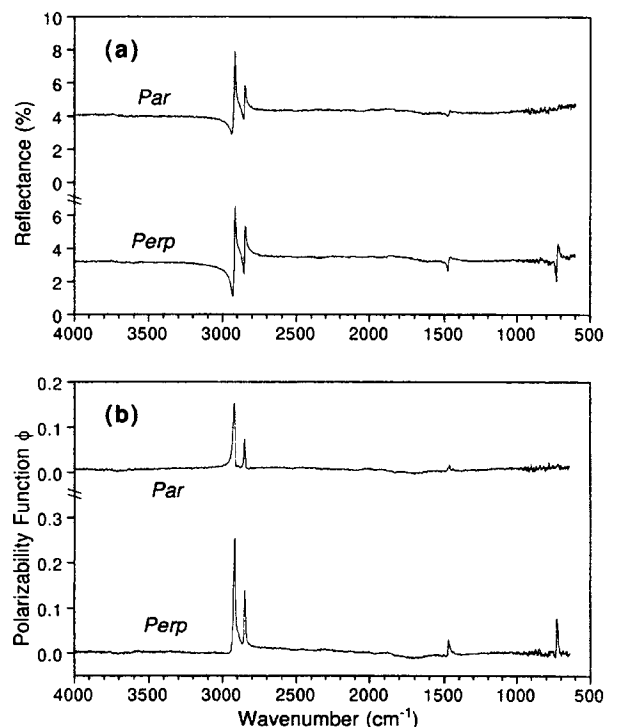 10
(a)
8
6
Par
4
2
0
Reflectance (%)
6
Perp
4
2
0
4000 3500 3000 2500 2000 1500 1000 500
0.2
(b)
0.1
0.0
Par
Polarizability Function ϕ
0.3
0.2
0.1
Perp
0.0
4000 3500 3000 2500 2000 1500 1000 500
Wavenumber (cm⁻¹)